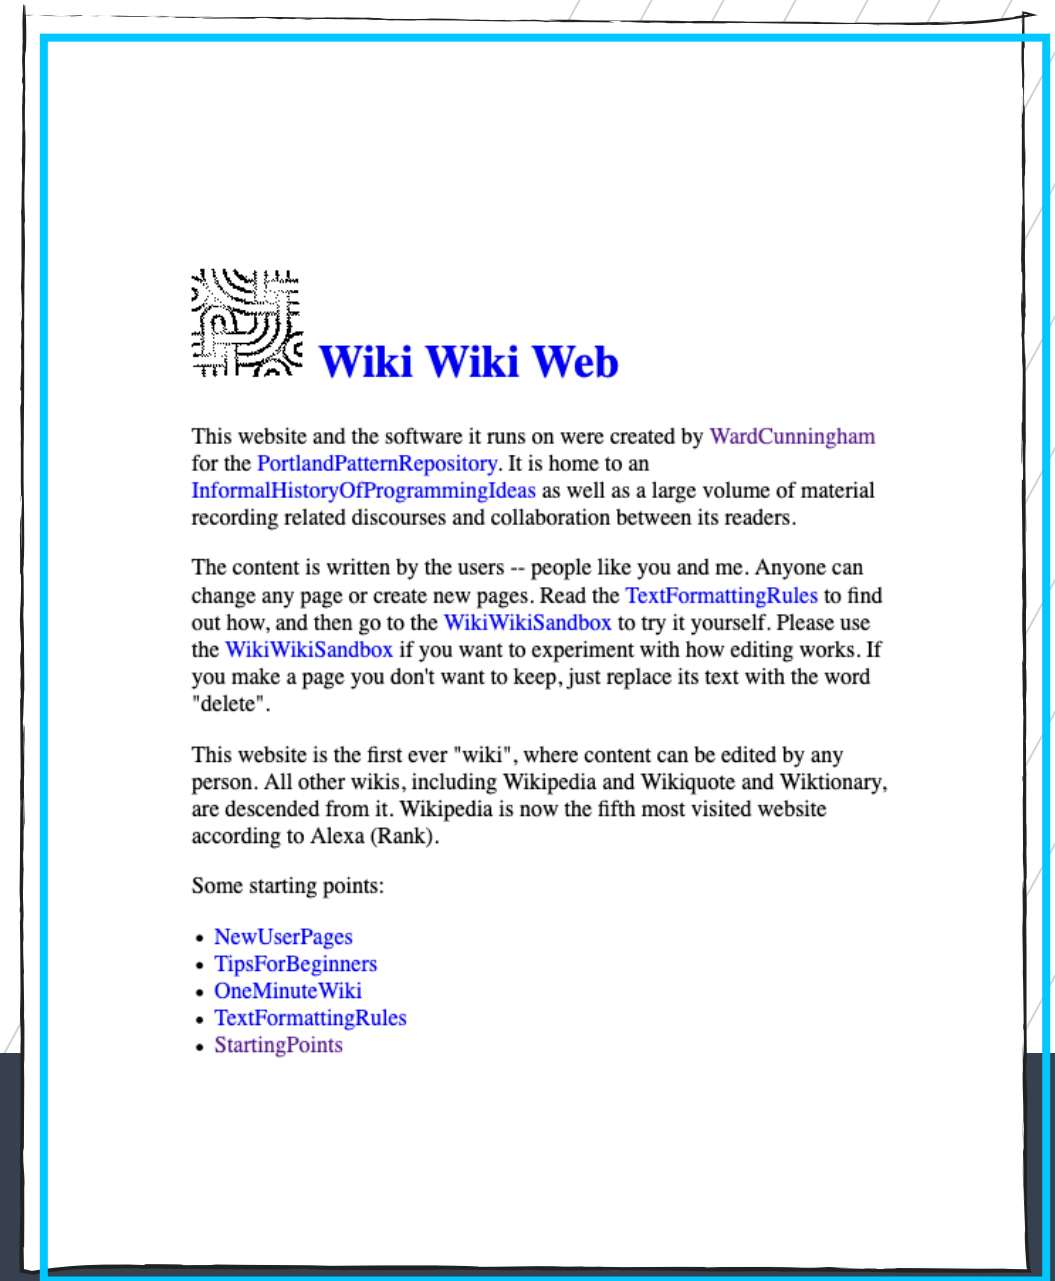 Wiki Wiki Web
This website and the software it runs on were created by WardCunningham
for the PortlandPatternRepository. It is home to an
InformalHistoryOfProgrammingIdeas as well as a large volume of material
recording related discourses and collaboration between its readers.
The content is written by the users -- people like you and me. Anyone can
change any page or create new pages. Read the TextFormattingRules to find
out how, and then go to the WikiWikiSandbox to try it yourself. Please use
the WikiWikiSandbox if you want to experiment with how editing works. If
you make a page you don't want to keep, just replace its text with the word
"delete".
This website is the first ever "wiki", where content can be edited by any
person. All other wikis, including Wikipedia and Wikiquote and Wiktionary,
are descended from it. Wikipedia is now the fifth most visited website
according to Alexa (Rank).
Some starting points:
• NewUserPages
• TipsForBeginners
• OneMinuteWiki
• TextFormattingRules
• StartingPoints